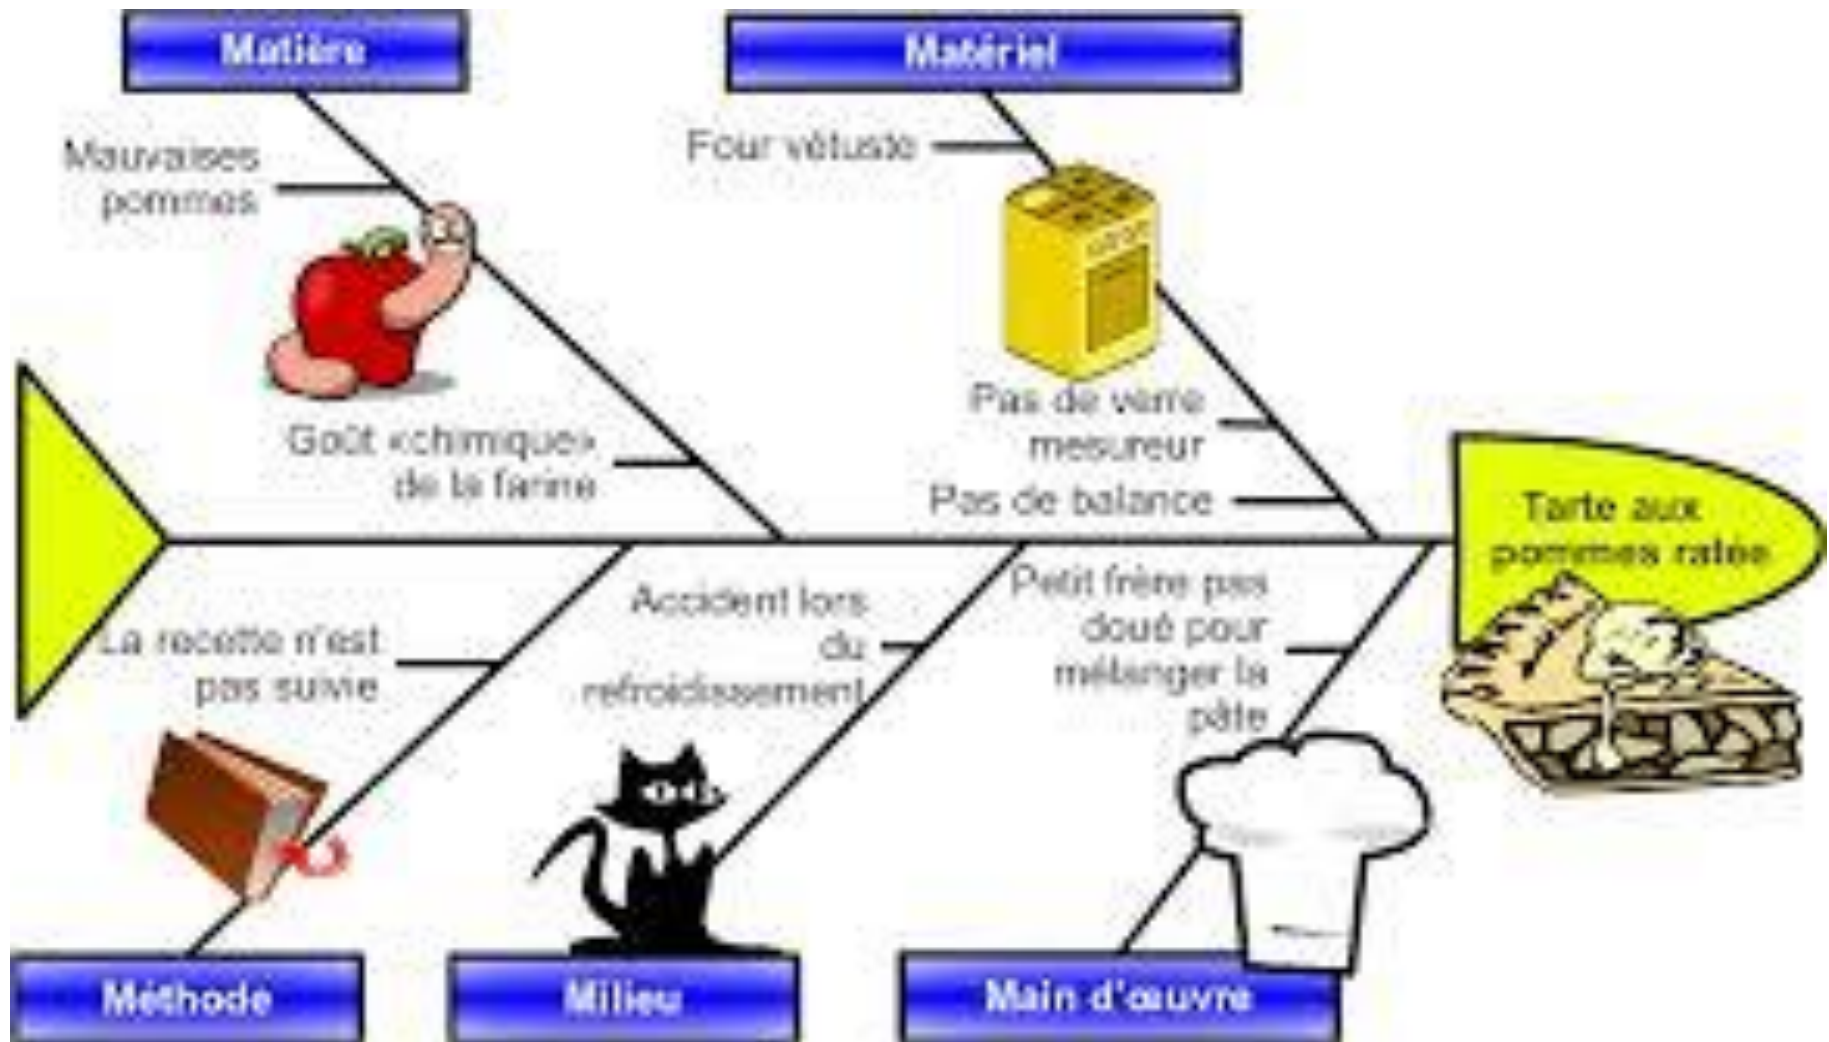 Matière
Matériel
Mauvaises
pommes
Four vétuste
Goût «chimique»
de la farine
Pas de verre
mesureur
Pas de balance
Tarte aux
pommes ratée
La recette n'est
pas suivie
Accident lors
du
refroidissement
Petit frère pas
doué pour
mélanger la
pâte
Méthode
Milieu
Main d'œuvre